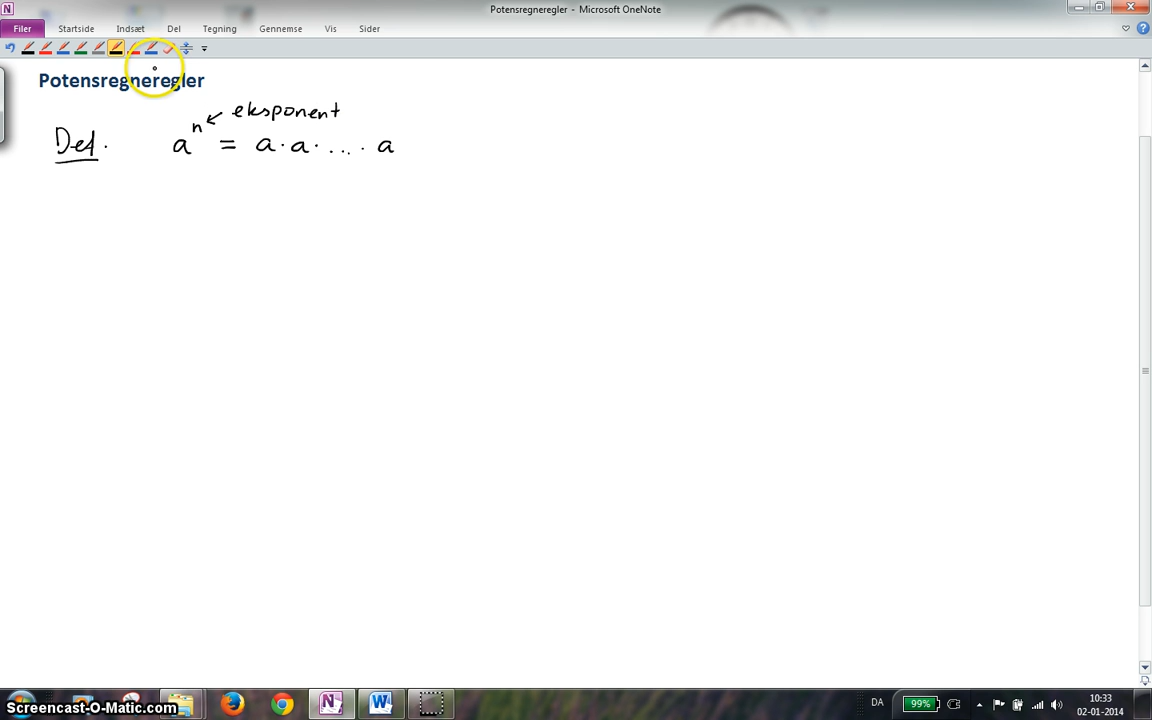 Potensregneregler - Microsoft OneNote
Filer Startside Indsæt Del Tegning Gennemse Vis Sider
Potensregneregler
eksponent
Def. aⁿ = a · a · ... · a
Screencast-O-Matic.com
DA 99% 10:33
02-01-2014